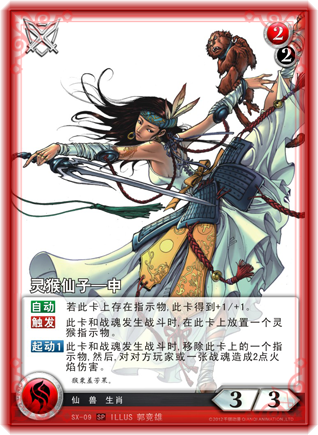 2
2
灵猴仙子—申
自动 若此卡上存在指示物,此卡得到+1/+1。
触发 此卡和战魂发生战斗时,在此卡上放置一个灵
猴指示物。
起动1 此卡和战魂发生战斗时,移除此卡上的一个指
示物,然后,对对方玩家或一张战魂造成2点火
焰伤害。
猴
仙 兽 生肖
3 / 3
SX-09 SP ILLUS 郭竞雄